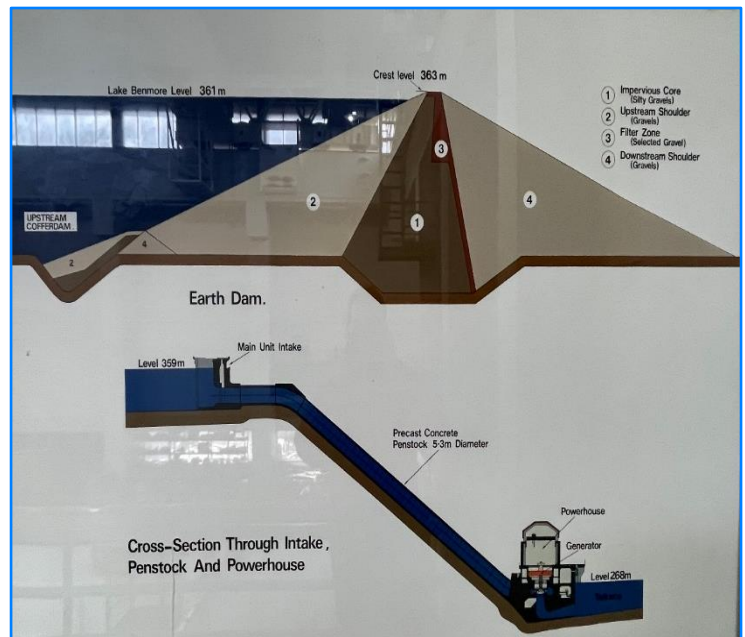 Crest level 363m
Lake Benmore Level 361m
1 Impervious Core
(Silty Gravels)
2 Upstream Shoulder
(Gravels)
3 Filter Zone
(Selected Gravel)
4 Downstream Shoulder
(Gravels)
3
2
1
4
UPSTREAM
COFFERDAM.
4
2
Earth Dam.
Main Unit Intake
Level 359m
Precast Concrete
Penstock 5·3m Diameter
Powerhouse
Generator
Cross-Section Through Intake,
Penstock And Powerhouse
Level 268m